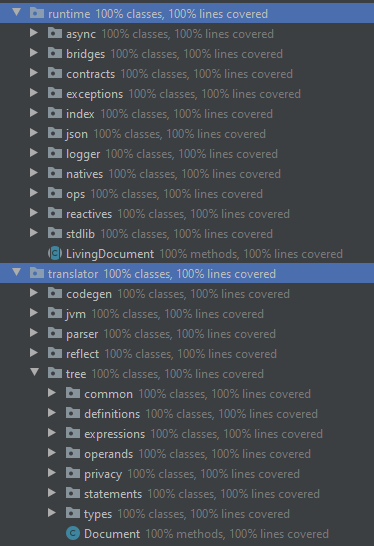 runtime 100% classes, 100% lines covered
async 100% classes, 100% lines covered
bridges 100% classes, 100% lines covered
contracts 100% classes, 100% lines covered
exceptions 100% classes, 100% lines covered
index 100% classes, 100% lines covered
json 100% classes, 100% lines covered
logger 100% classes, 100% lines covered
natives 100% classes, 100% lines covered
ops 100% classes, 100% lines covered
reactives 100% classes, 100% lines covered
stdlib 100% classes, 100% lines covered
LivingDocument 100% methods, 100% lines covered
translator 100% classes, 100% lines covered
codegen 100% classes, 100% lines covered
jvm 100% classes, 100% lines covered
parser 100% classes, 100% lines covered
reflect 100% classes, 100% lines covered
tree 100% classes, 100% lines covered
common 100% classes, 100% lines covered
definitions 100% classes, 100% lines covered
expressions 100% classes, 100% lines covered
operands 100% classes, 100% lines covered
privacy 100% classes, 100% lines covered
statements 100% classes, 100% lines covered
types 100% classes, 100% lines covered
Document 100% methods, 100% lines covered